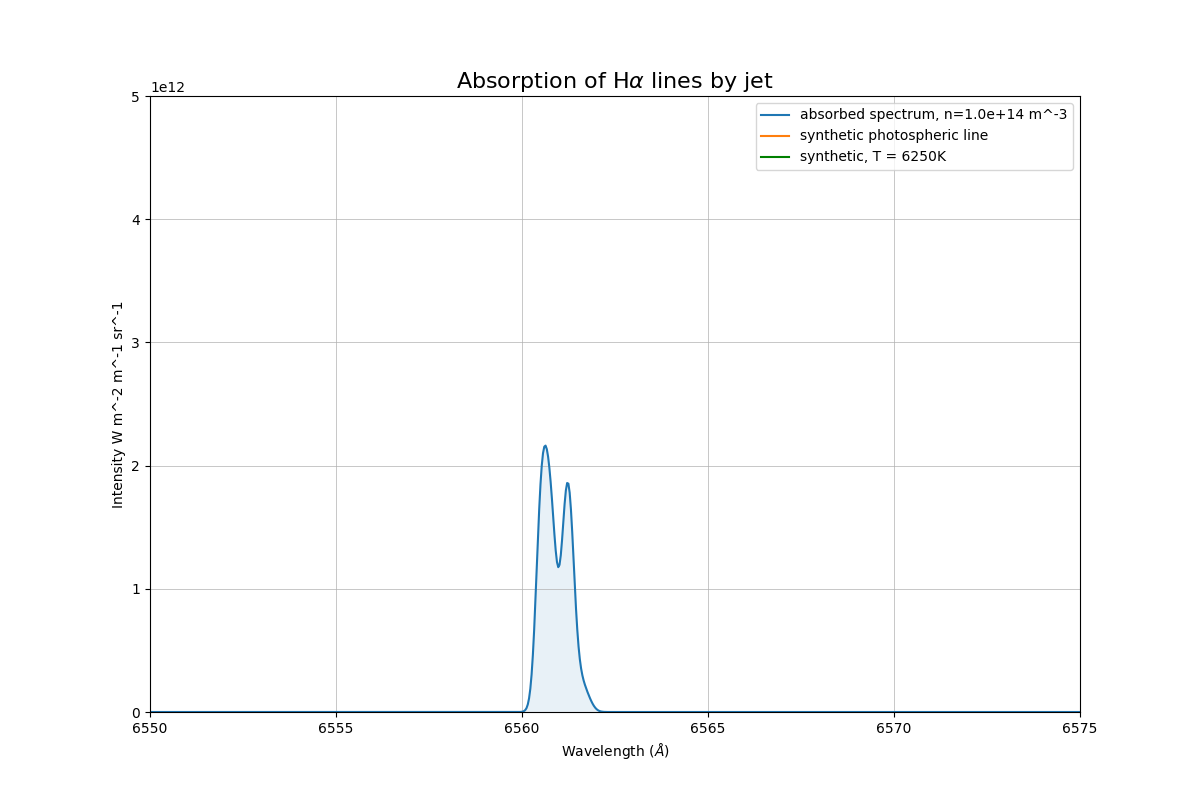 Absorption of Hα lines by jet
1e12
absorbed spectrum, n=1.0e+14 m^-3
synthetic photospheric line
synthetic, T = 6250K
5
4
3
2
1
0
Intensity W m^-2 m^-1 sr^-1
6550 6555 6560 6565 6570 6575
Wavelength (Å)